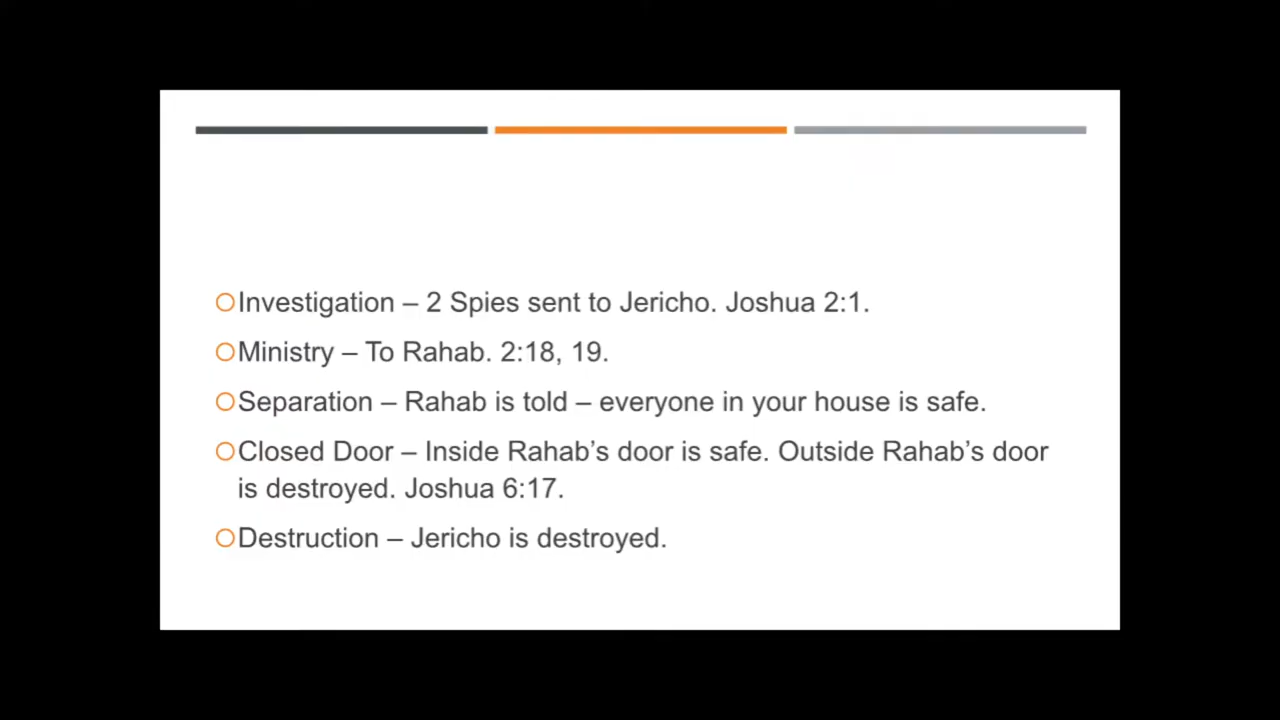 Investigation – 2 Spies sent to Jericho. Joshua 2:1.
Ministry – To Rahab. 2:18, 19.
Separation – Rahab is told – everyone in your house is safe.
Closed Door – Inside Rahab’s door is safe. Outside Rahab’s door
is destroyed. Joshua 6:17.
Destruction – Jericho is destroyed.